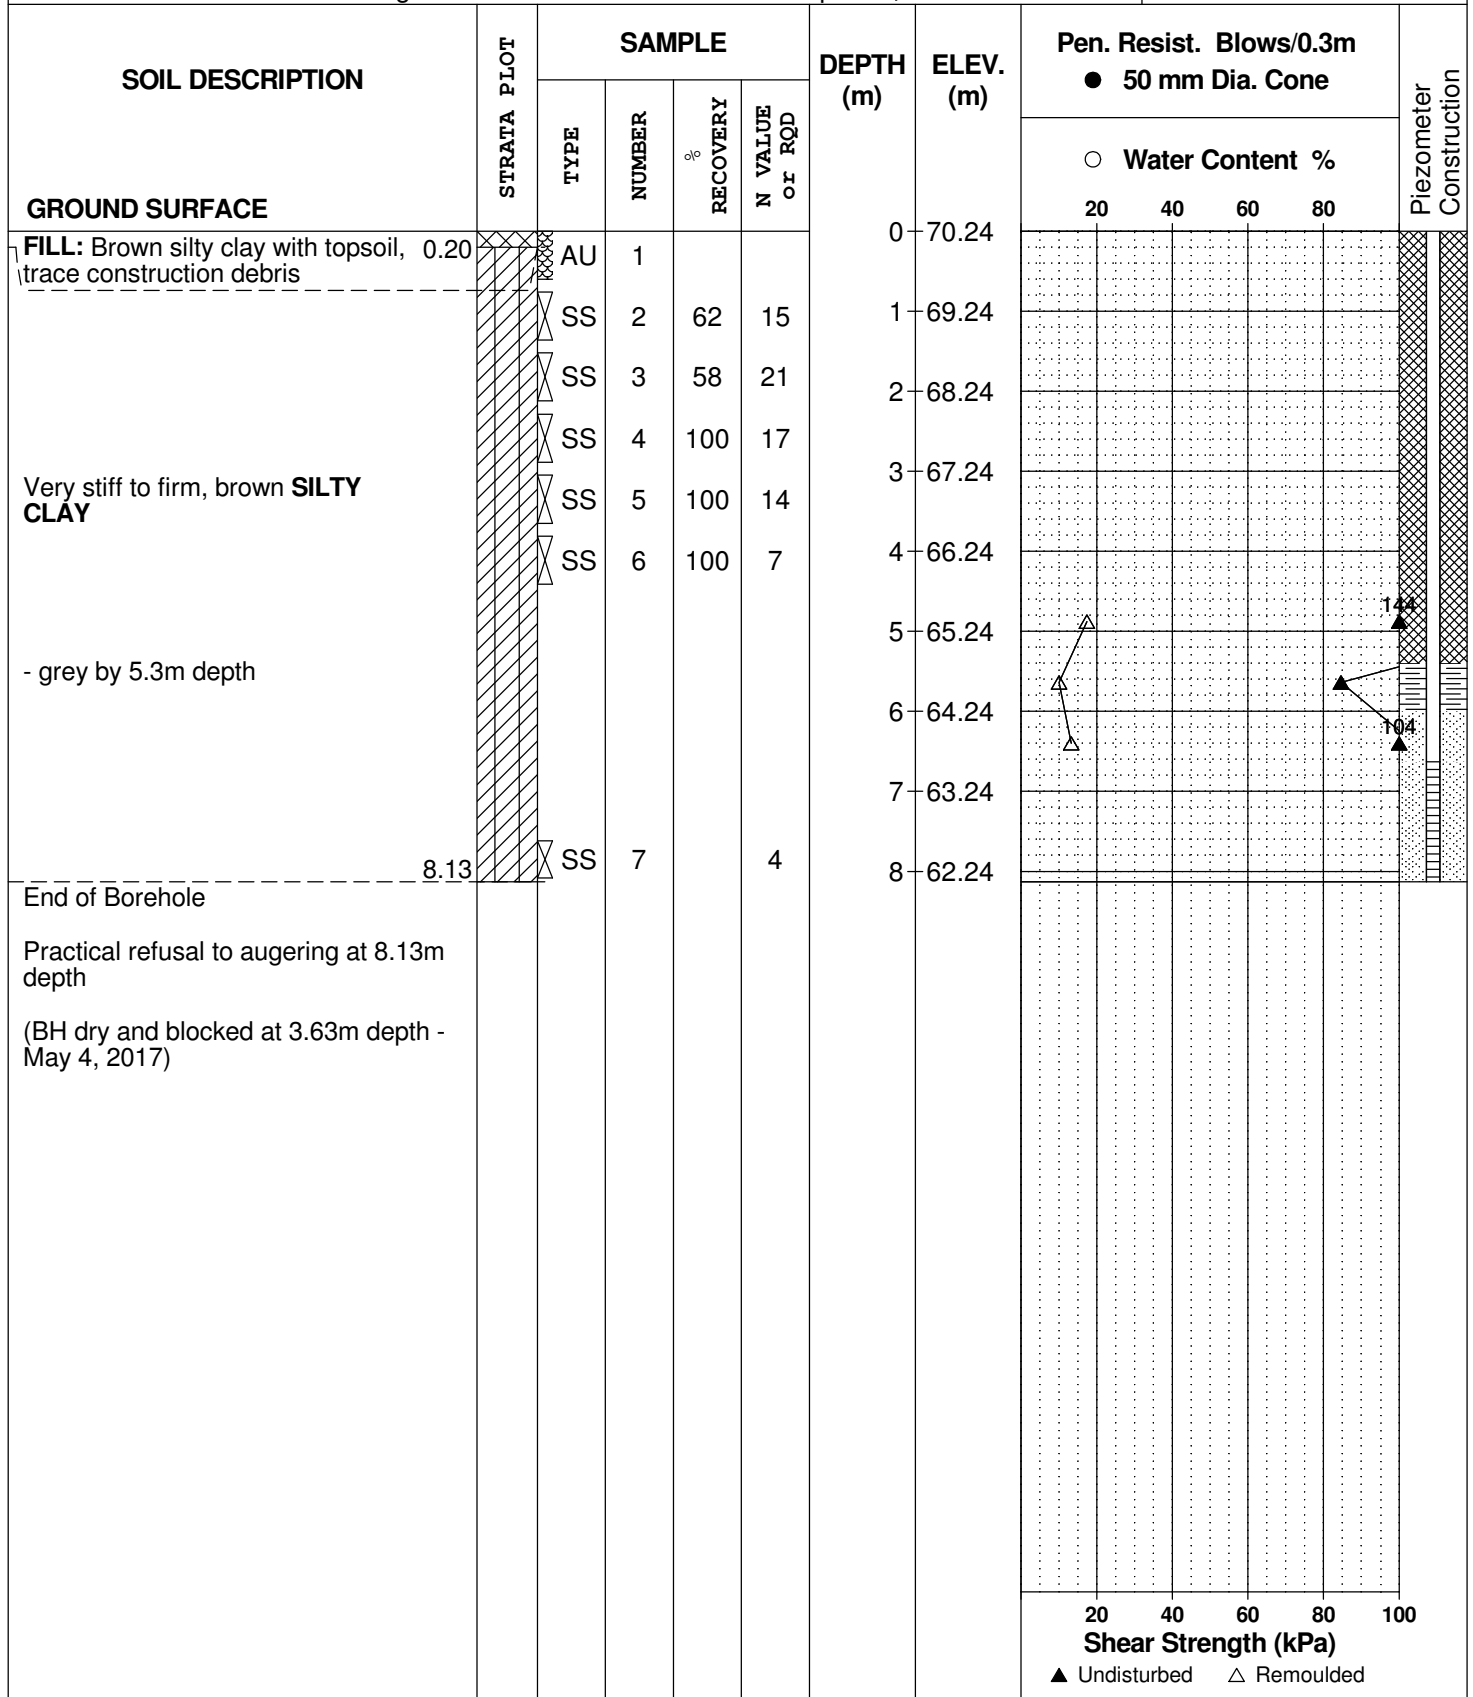 SOIL DESCRIPTION
GROUND SURFACE
STRATA PLOT
SAMPLE
TYPE
NUMBER
% RECOVERY
N VALUE or RQD
DEPTH (m)
ELEV. (m)
Pen. Resist. Blows/0.3m
● 50 mm Dia. Cone
○ Water Content %
20 40 60 80
Piezometer Construction
0 70.24
FILL: Brown silty clay with topsoil, 0.20
trace construction debris
AU 1
SS 2 62 15
1 69.24
SS 3 58 21
2 68.24
SS 4 100 17
3 67.24
Very stiff to firm, brown SILTY
CLAY
SS 5 100 14
SS 6 100 7
4 66.24
144
5 65.24
- grey by 5.3m depth
6 64.24
104
7 63.24
8.13
SS 7 4
8 62.24
End of Borehole
Practical refusal to augering at 8.13m
depth
(BH dry and blocked at 3.63m depth -
May 4, 2017)
20 40 60 80 100
Shear Strength (kPa)
▲ Undisturbed △ Remoulded